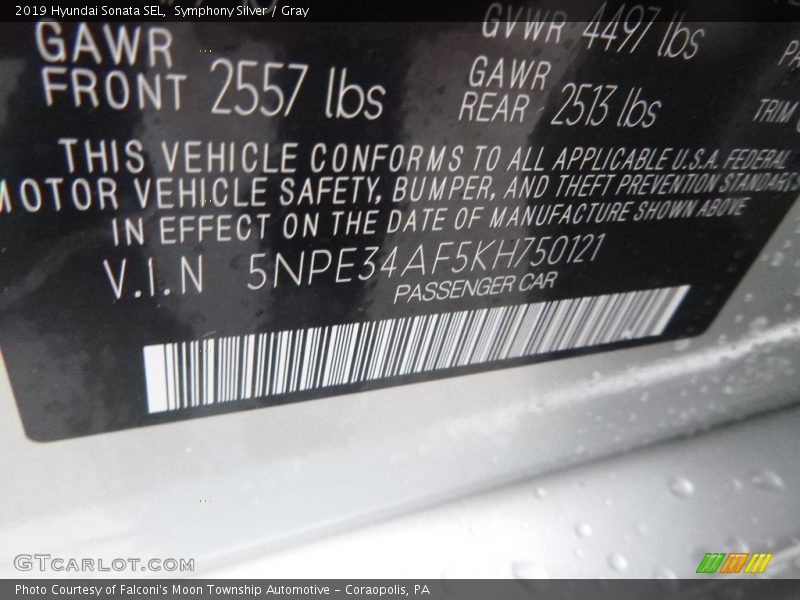 2019 Hyundai Sonata SEL, Symphony Silver / Gray
GVWR 4497 lbs
GAWR
FRONT 2557 lbs
GAWR
REAR 2513 lbs
TRIM
THIS VEHICLE CONFORMS TO ALL APPLICABLE U.S.A. FEDERAL
MOTOR VEHICLE SAFETY, BUMPER, AND THEFT PREVENTION STANDARDS
IN EFFECT ON THE DATE OF MANUFACTURE SHOWN ABOVE
V.I.N 5NPE34AF5KH750121
PASSENGER CAR
GTcarlot.com
Photo Courtesy of Falconi's Moon Township Automotive - Coraopolis, PA